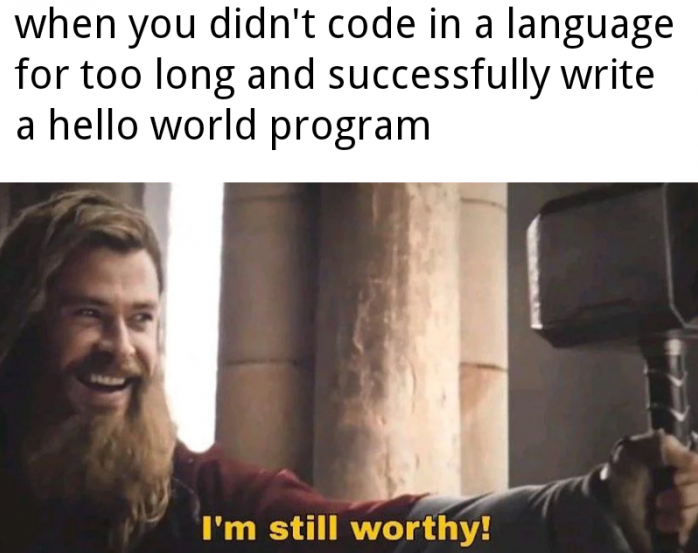 when you didn't code in a language
for too long and successfully write
a hello world program
I'm still worthy!